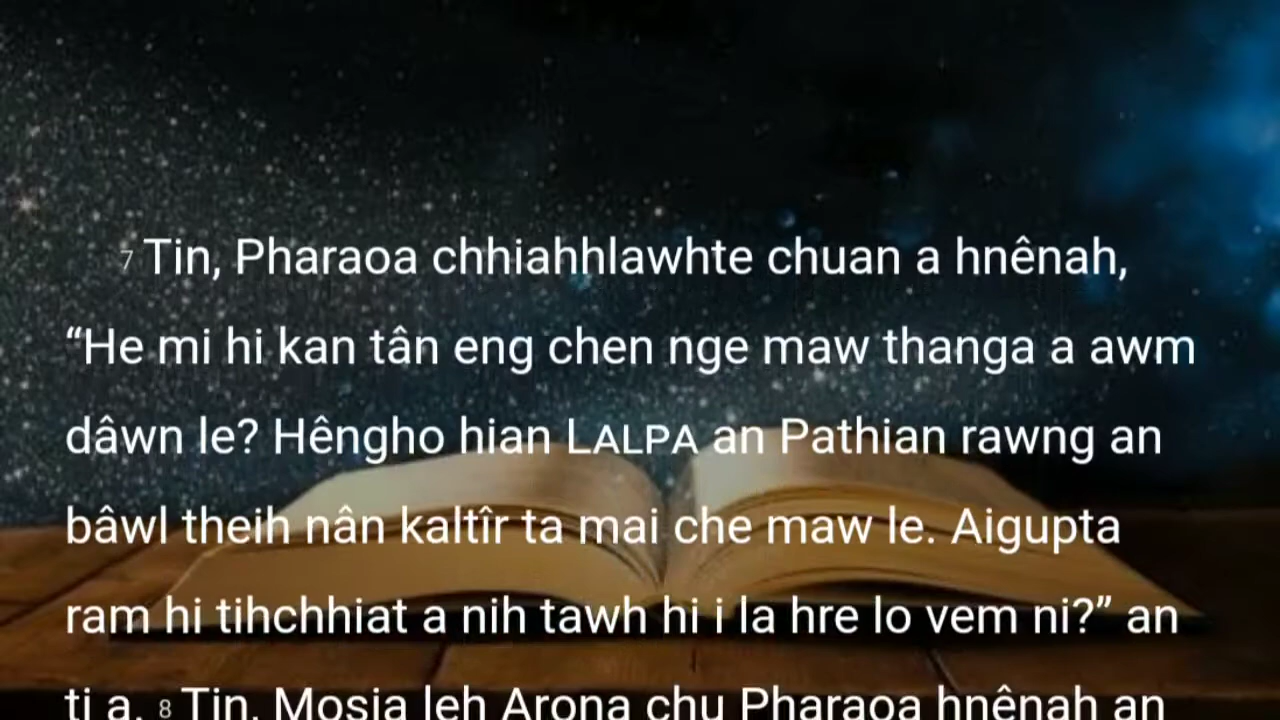 7 Tin, Pharaoa chhiahhlawhte chuan a hnênah,
“He mi hi kan tân eng chen nge maw thanga a awm
dâwn le? Hêngho hian LALPA an Pathian rawng an
bâwl theih nân kaltîr ta mai che maw le. Aigupta
ram hi tihchhiat a nih tawh hi i la hre lo vem ni?” an
ti a. 8 Tin, Mosia leh Arona chu Pharaoa hnênah an